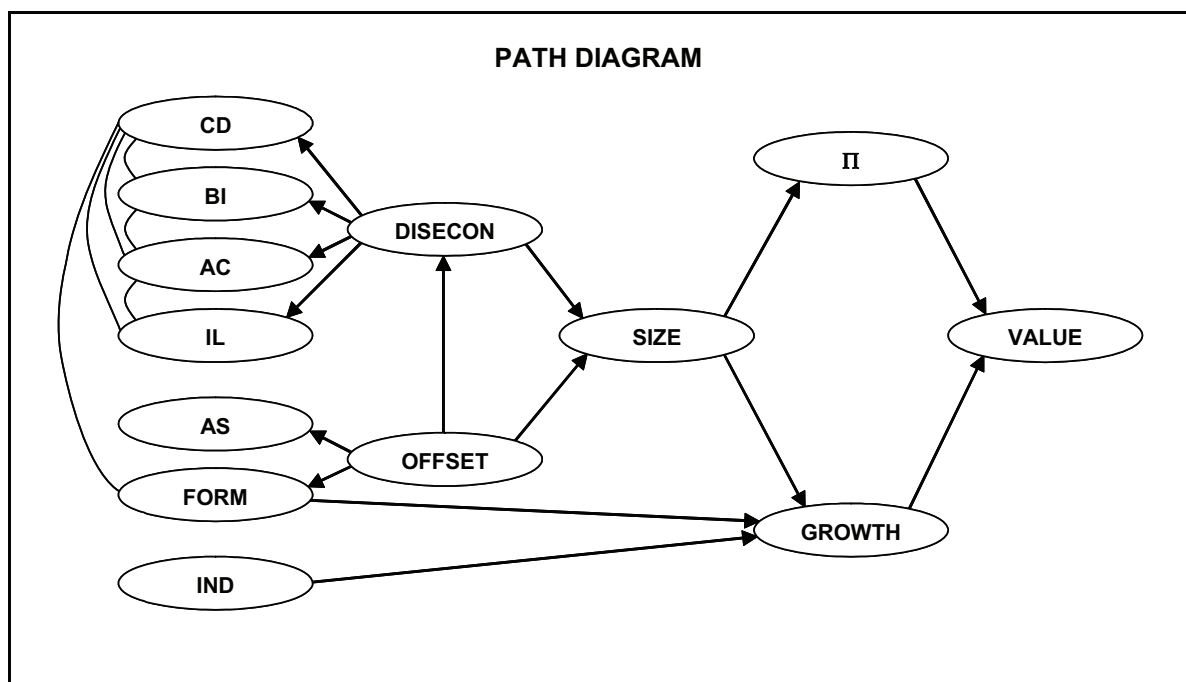 PATH DIAGRAM
CD
Π
BI
DISECON
AC
IL
SIZE
VALUE
AS
OFFSET
FORM
GROWTH
IND